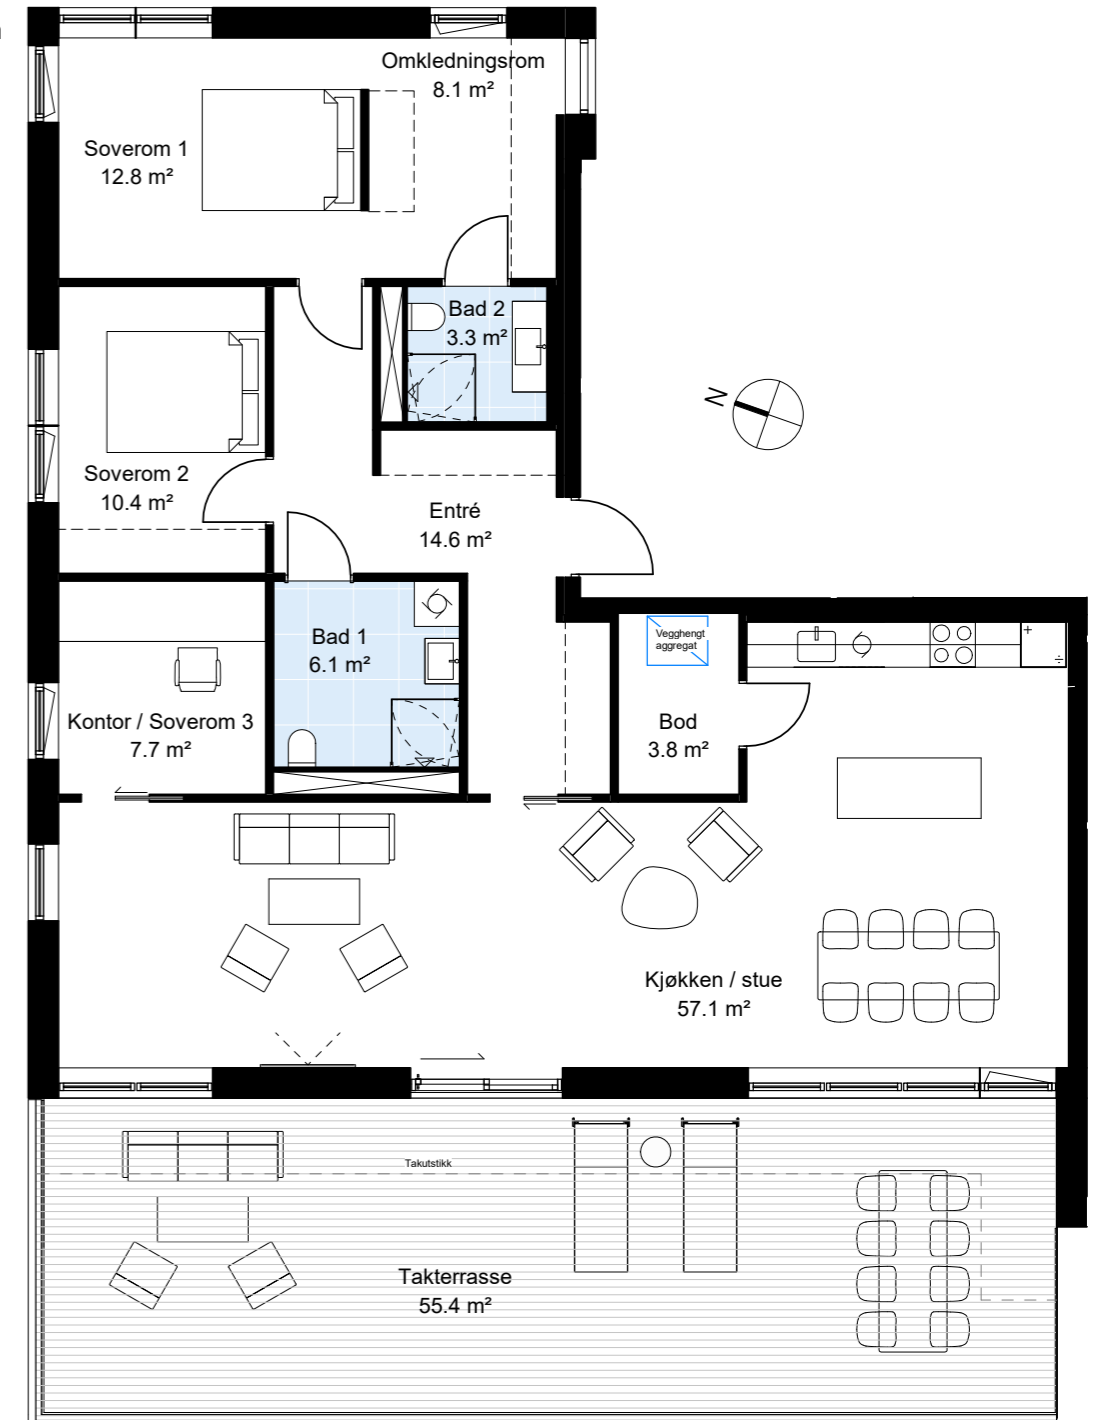 Omkledningsrom
8.1 m²
Soverom 1
12.8 m²
Bad 2
3.3 m²
N
Soverom 2
10.4 m²
Entré
14.6 m²
Bad 1
6.1 m²
Vegghengt
aggregat
+
÷
Kontor / Soverom 3
7.7 m²
Bod
3.8 m²
Kjøkken / stue
57.1 m²
Takutstikk
Takterrasse
55.4 m²